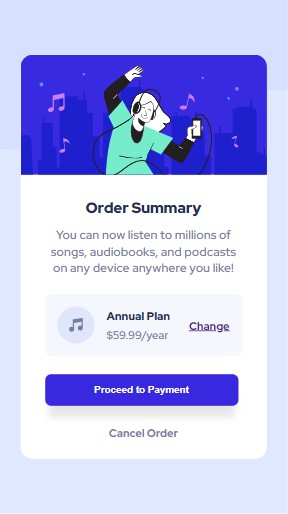 Order Summary
You can now listen to millions of
songs, audiobooks, and podcasts
on any device anywhere you like!
Annual Plan
$59.99/year
Change
Proceed to Payment
Cancel Order